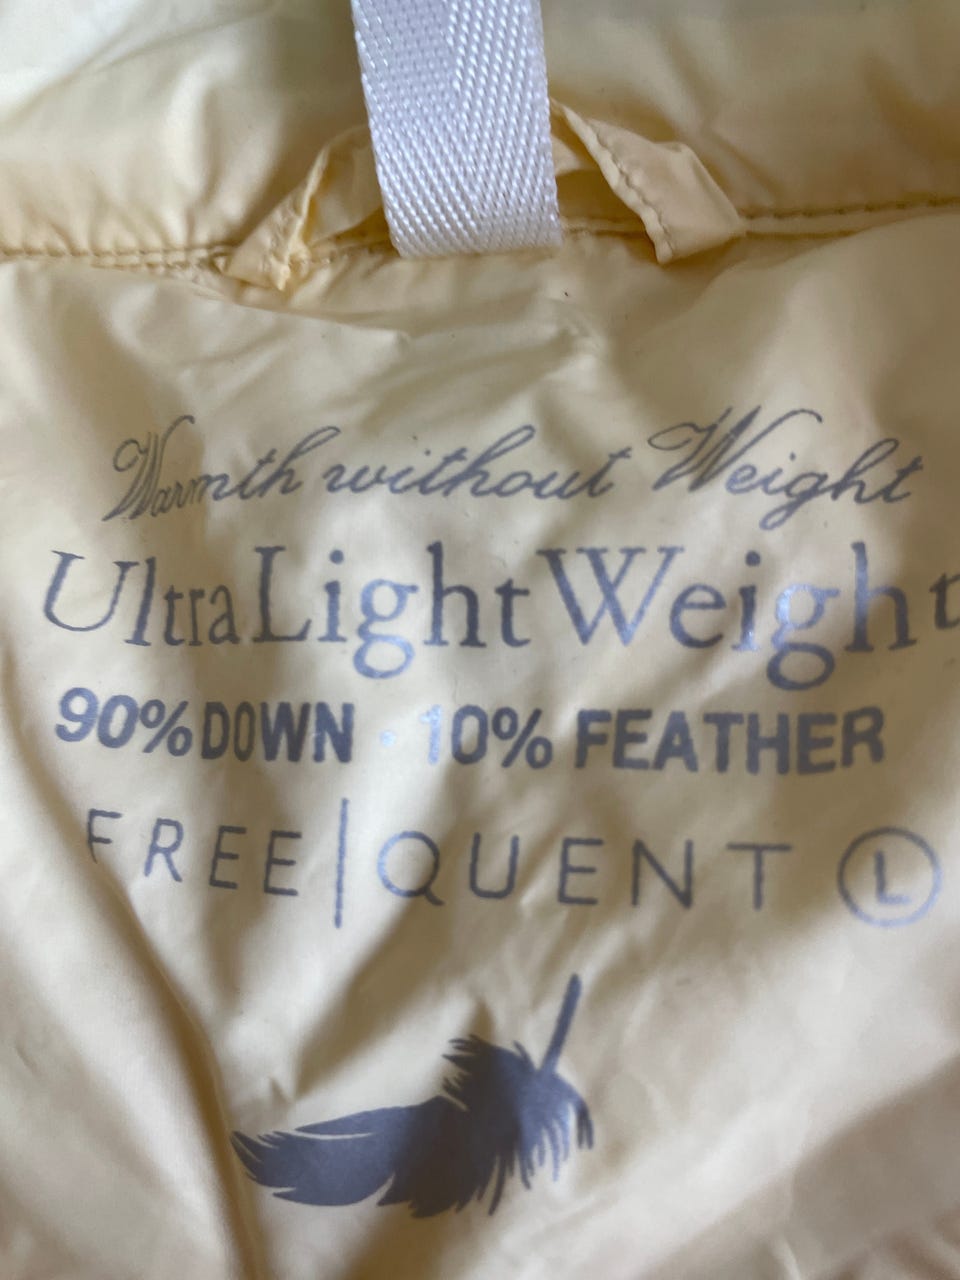 Warmth without Weight
UltraLightWeight
90% DOWN · 10% FEATHER
FREE|QUENT L